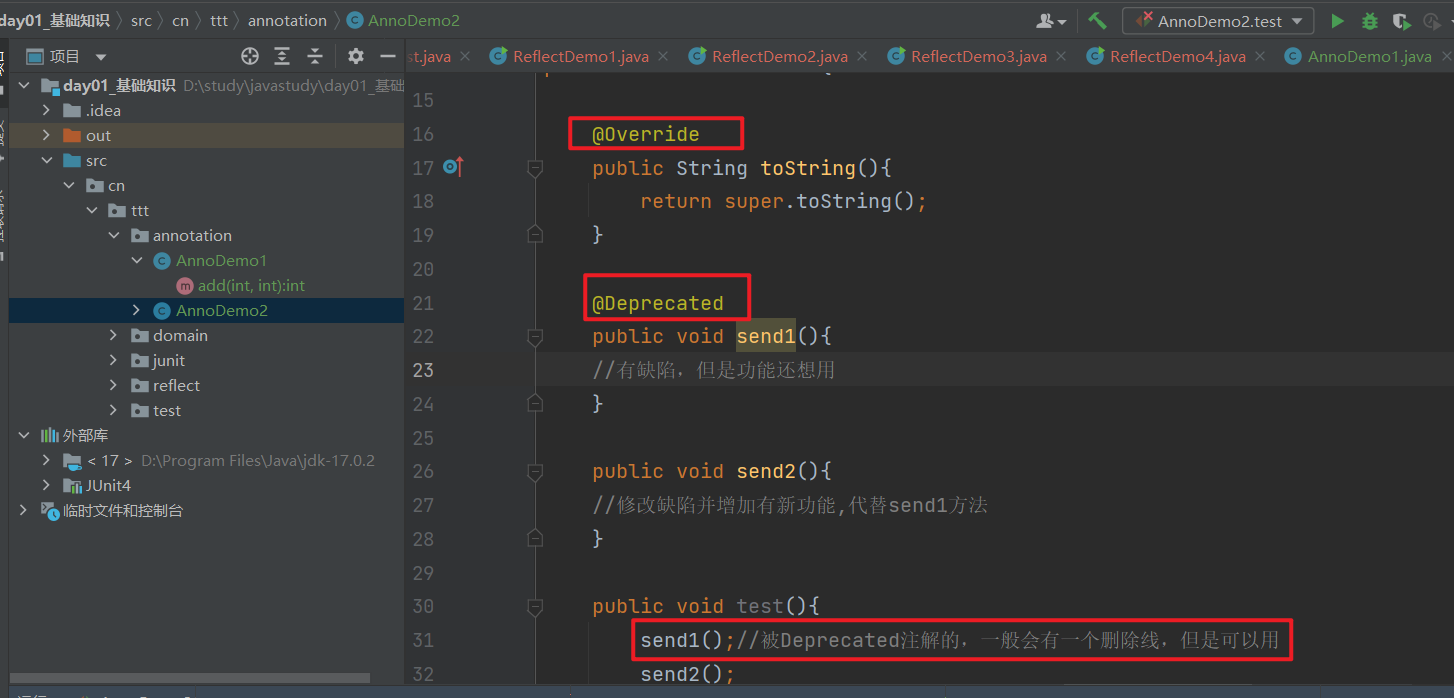 day01_基础知识 〉 src 〉 cn 〉 ttt 〉 annotation 〉 AnnoDemo2
AnnoDemo2.test
项目
st.java
ReflectDemo1.java
ReflectDemo2.java
ReflectDemo3.java
ReflectDemo4.java
AnnoDemo1.java
day01_基础知识 D:\study\javastudy\day01_基础
.idea
out
src
cn
ttt
annotation
AnnoDemo1
add(int, int):int
AnnoDemo2
domain
junit
reflect
test
外部库
< 17 > D:\Program Files\Java\jdk-17.0.2
JUnit4
临时文件和控制台
15
16 @Override
17 public String toString(){
18 return super.toString();
19 }
20
21 @Deprecated
22 public void send1(){
23 //有缺陷，但是功能还想用
24 }
25
26 public void send2(){
27 //修改缺陷并增加有新功能,代替send1方法
28 }
29
30 public void test(){
31 send1();//被Deprecated注解的，一般会有一个删除线，但是可以用
32 send2();